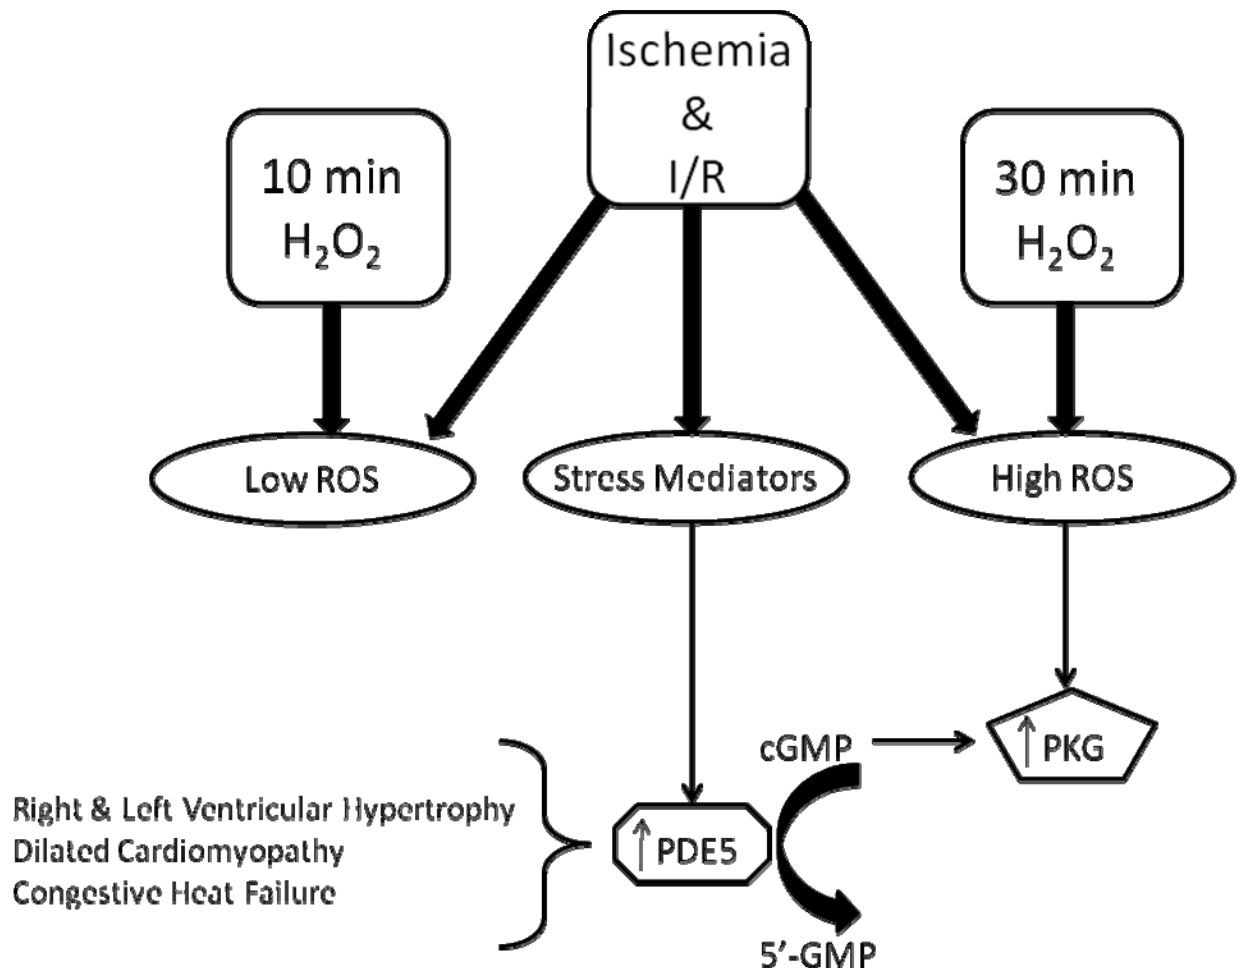 Ischemia
&
I/R
10 min
H₂O₂
30 min
H₂O₂
Low ROS
Stress Mediators
High ROS
cGMP
↑ PKG
Right & Left Ventricular Hypertrophy
Dilated Cardiomyopathy
Congestive Heat Failure
↑ PDE5
5’-GMP